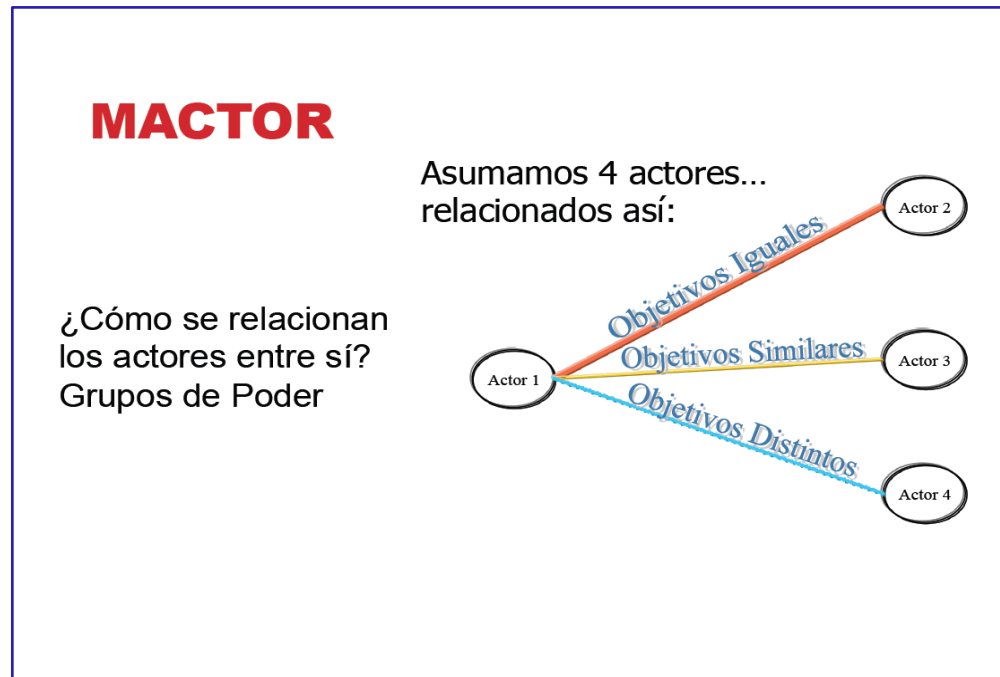 MACTOR
Asumamos 4 actores...
relacionados así:
¿Cómo se relacionan
los actores entre sí?
Grupos de Poder
Actor 1
Objetivos Iguales
Actor 2
Objetivos Similares
Actor 3
Objetivos Distintos
Actor 4